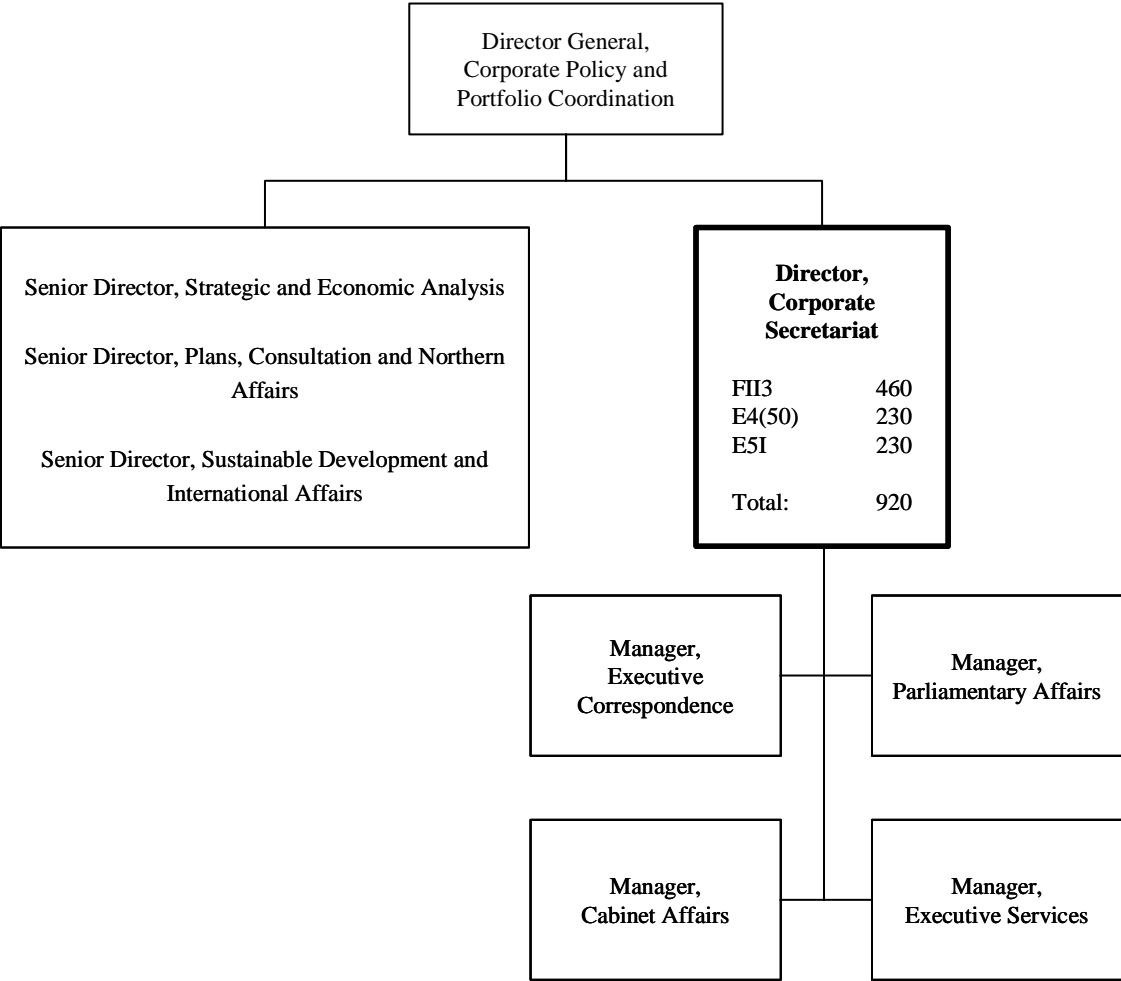 Director General,
Corporate Policy and
Portfolio Coordination
Senior Director, Strategic and Economic Analysis
Senior Director, Plans, Consultation and Northern
Affairs
Senior Director, Sustainable Development and
International Affairs
Director,
Corporate
Secretariat
FII3 460
E4(50) 230
E5I 230
Total: 920
Manager,
Executive
Correspondence
Manager,
Parliamentary Affairs
Manager,
Cabinet Affairs
Manager,
Executive Services